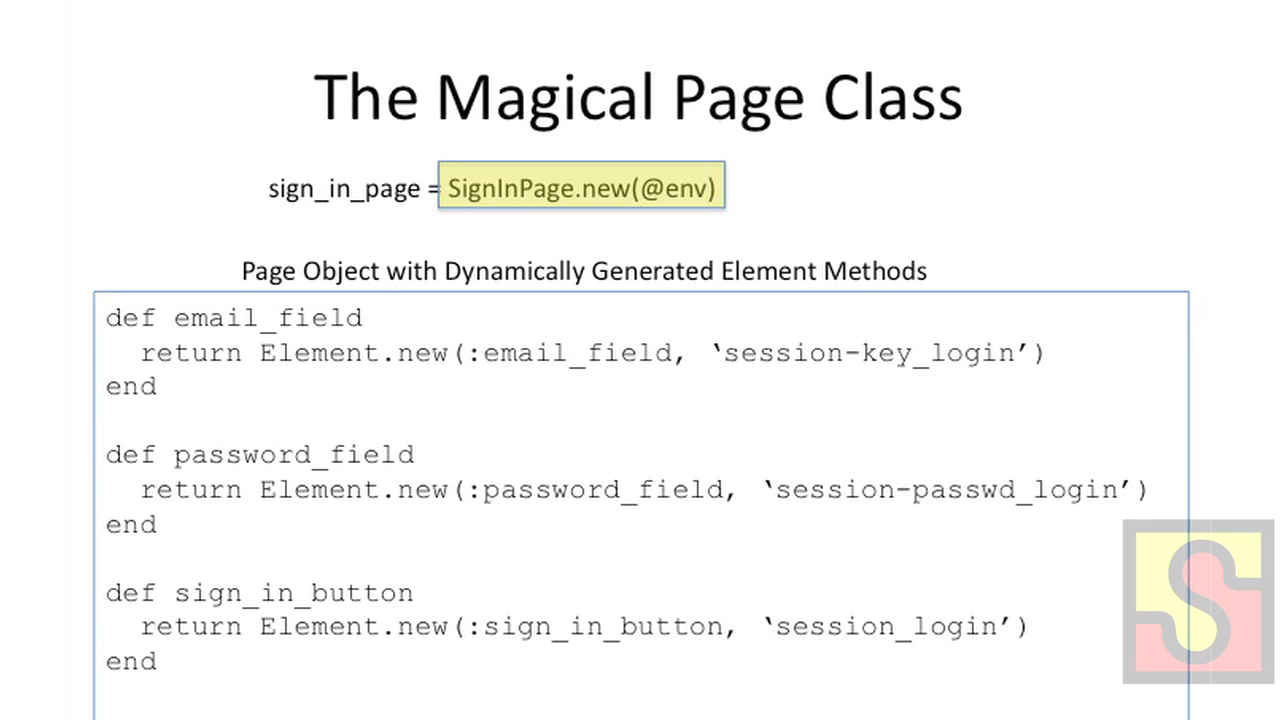 The Magical Page Class
sign_in_page = SignInPage.new(@env)
Page Object with Dynamically Generated Element Methods
def email_field
  return Element.new(:email_field, ‘session-key_login’)
end
def password_field
  return Element.new(:password_field, ‘session-passwd_login’)
end
def sign_in_button
  return Element.new(:sign_in_button, ‘session_login’)
end
S